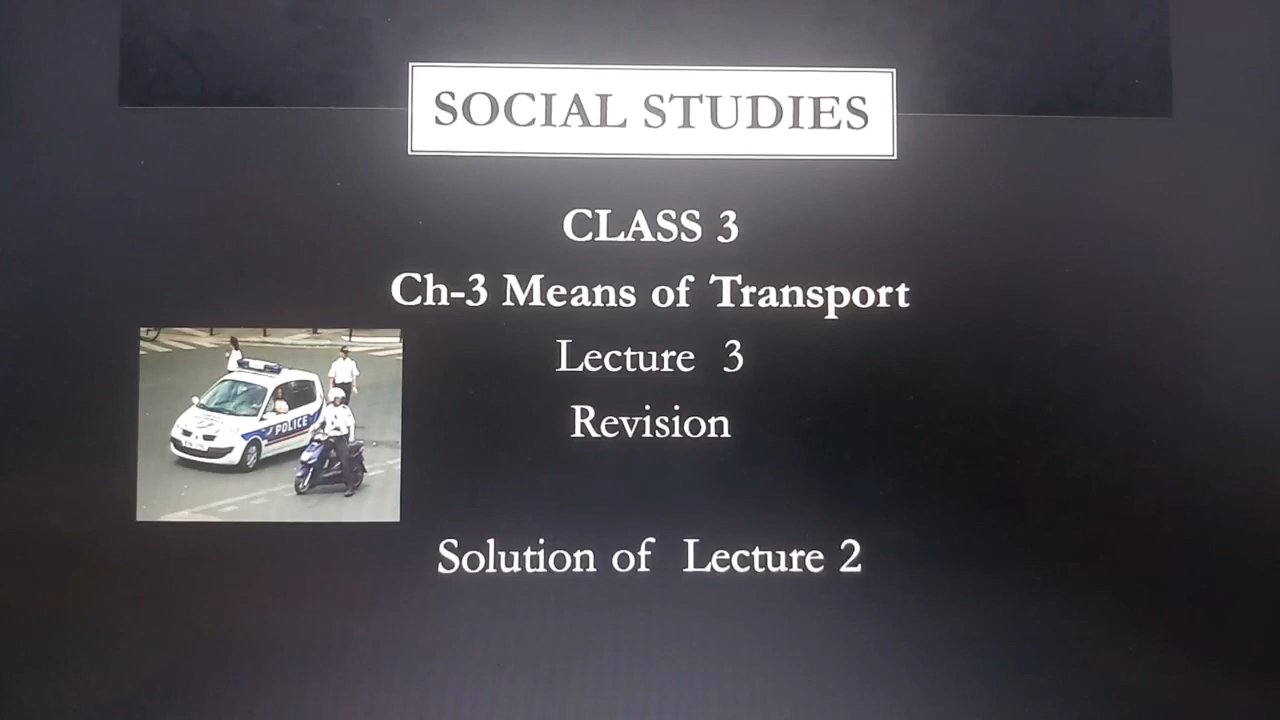 SOCIAL STUDIES
CLASS 3
Ch-3 Means of Transport
Lecture 3
Revision
POLICE
Solution of Lecture 2